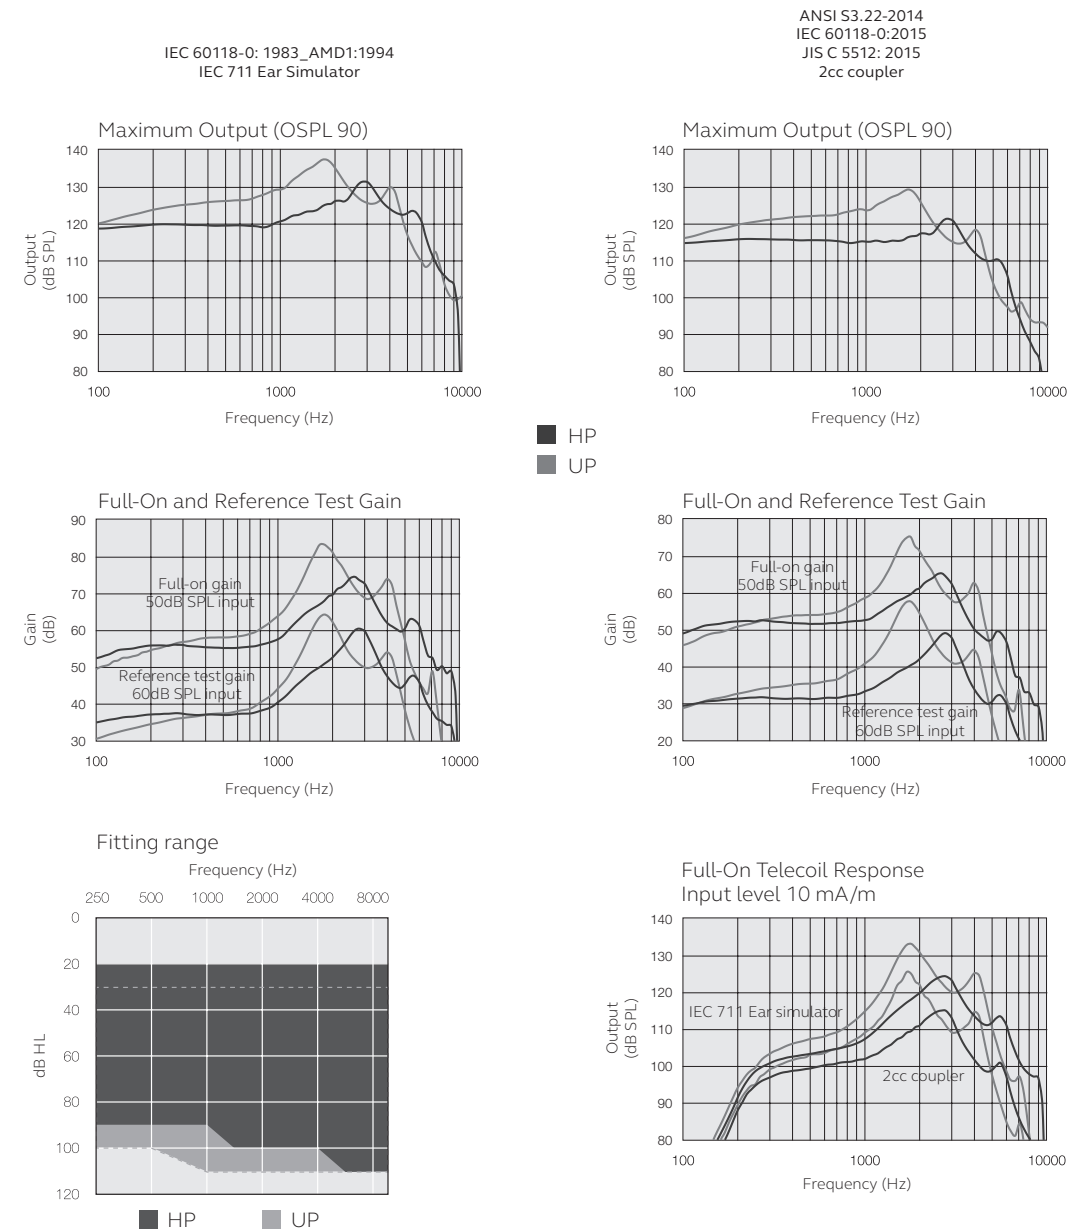 IEC 60118-0: 1983_AMD1:1994
IEC 711 Ear Simulator
ANSI S3.22-2014
IEC 60118-0:2015
JIS C 5512: 2015
2cc coupler
Maximum Output (OSPL 90)
140
130
120
110
100
90
80
Output
(dB SPL)
100 1000 10000
Frequency (Hz)
Maximum Output (OSPL 90)
140
130
120
110
100
90
80
Output
(dB SPL)
100 1000 10000
Frequency (Hz)
HP
UP
Full-On and Reference Test Gain
90
80
70
60
50
40
30
Gain
(dB)
Full-on gain
50dB SPL input
Reference test gain
60dB SPL input
100 1000 10000
Frequency (Hz)
Full-On and Reference Test Gain
80
70
60
50
40
30
20
Gain
(dB)
Full-on gain
50dB SPL input
Reference test gain
60dB SPL input
100 1000 10000
Frequency (Hz)
Fitting range
Frequency (Hz)
250 500 1000 2000 4000 8000
0
20
40
60
80
100
120
dB HL
HP UP
Full-On Telecoil Response
Input level 10 mA/m
140
130
120
110
100
90
80
Output
(dB SPL)
IEC 711 Ear simulator
2cc coupler
100 1000 10000
Frequency (Hz)